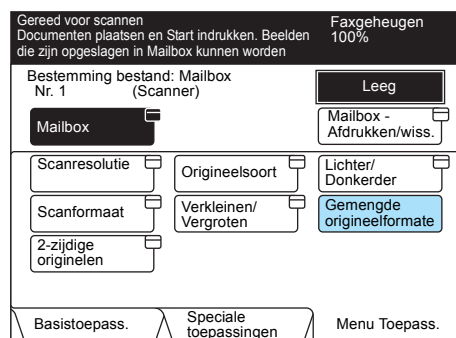 Gereed voor scannen
Documenten plaatsen en Start indrukken. Beelden
die zijn opgeslagen in Mailbox kunnen worden
Faxgeheugen
100%
Bestemming bestand: Mailbox
Nr. 1 (Scanner)
Leeg
Mailbox
Mailbox -
Afdrukken/wiss.
Scanresolutie
Origineelsoort
Lichter/
Donkerder
Scanformaat
Verkleinen/
Vergroten
Gemengde
origineelformate
2-zijdige
originelen
Basistoepass.
Speciale
toepassingen
Menu Toepass.